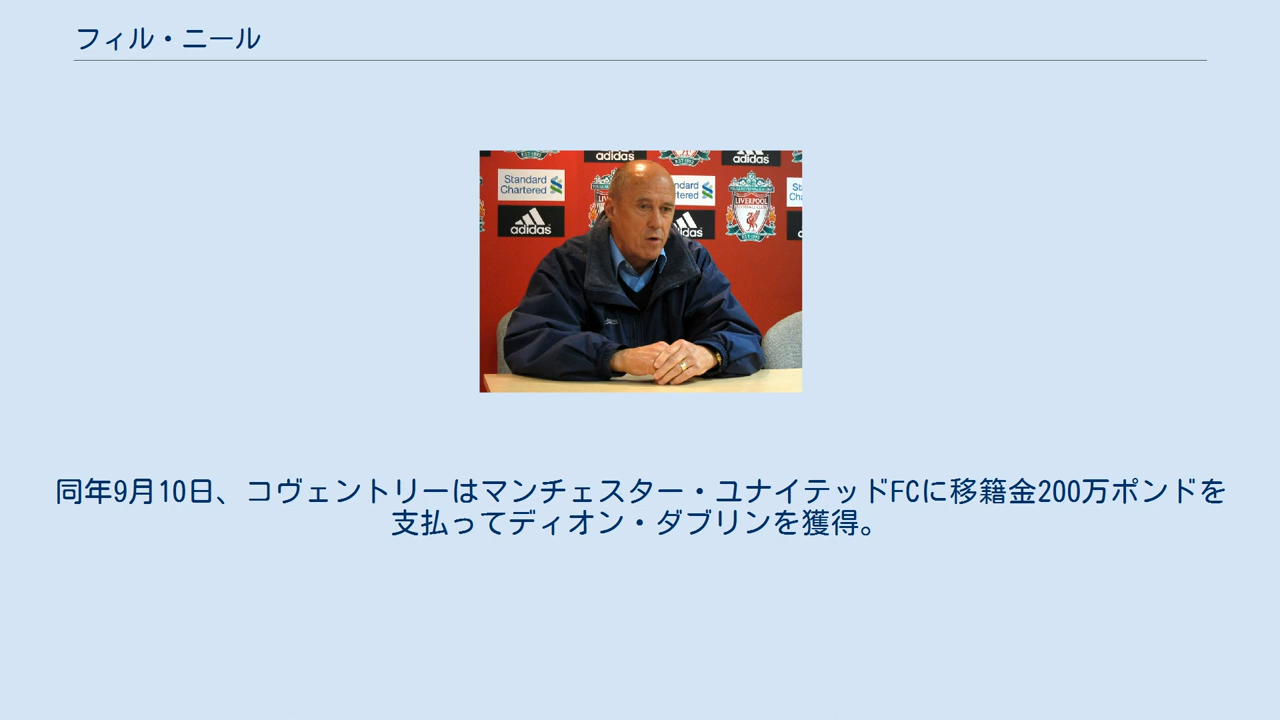 フィル・ニール
adidas
adidas
Standard
Chartered
ndard
rtered
LIVERPOOL
adidas
同年9月10日、コヴェントリーはマンチェスター・ユナイテッドFCに移籍金200万ポンドを
支払ってディオン・ダブリンを獲得。